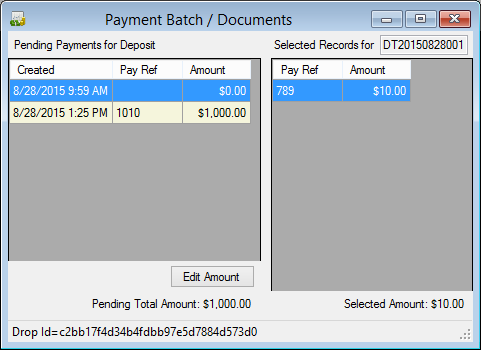 Payment Batch / Documents
Pending Payments for Deposit
Selected Records for DT20150828001
Created Pay Ref Amount
8/28/2015 9:59 AM $0.00
8/28/2015 1:25 PM 1010 $1,000.00
Pay Ref Amount
789 $10.00
Edit Amount
Pending Total Amount: $1,000.00
Selected Amount: $10.00
Drop Id=c2bb17f4d34b4fdbb97e5d7884d573d0